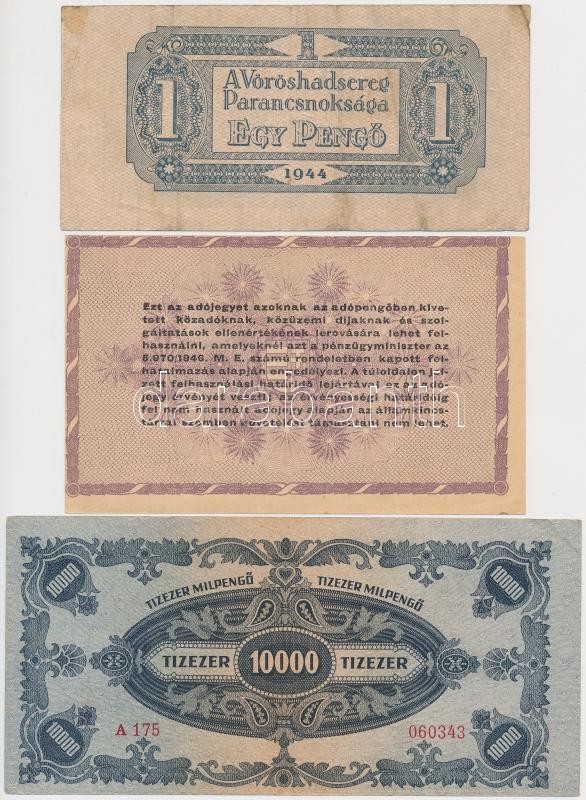 1
A Vöröshadsereg
Parancsnoksága
1 EGY PENGŐ 1
1944
Ezt az adójegyet azoknak az adópengőben kive-
tett közadóknak, közüzemi dijaknak és szol-
gáltatások ellenértékének lerovására lehet fel-
használni, amelyeknél azt a pénzügyminiszter az
5.970/1946. M. E. számú rendeletben kapott fel-
hatalmazás alapján engedélyezi. A túloldalon jel-
zett felhasználási határidő lejártával ez az adó-
jegy érvényét veszti, az érvényességi határidőig
fel nem használt adójegy alapján az államkincs-
tárral szemben követelést támasztani nem lehet.
darabanth
10000 10000
TIZEZER MILPENGŐ TIZEZER MILPENGŐ
TIZEZER 10000 TIZEZER
A 175 060343
10000 10000